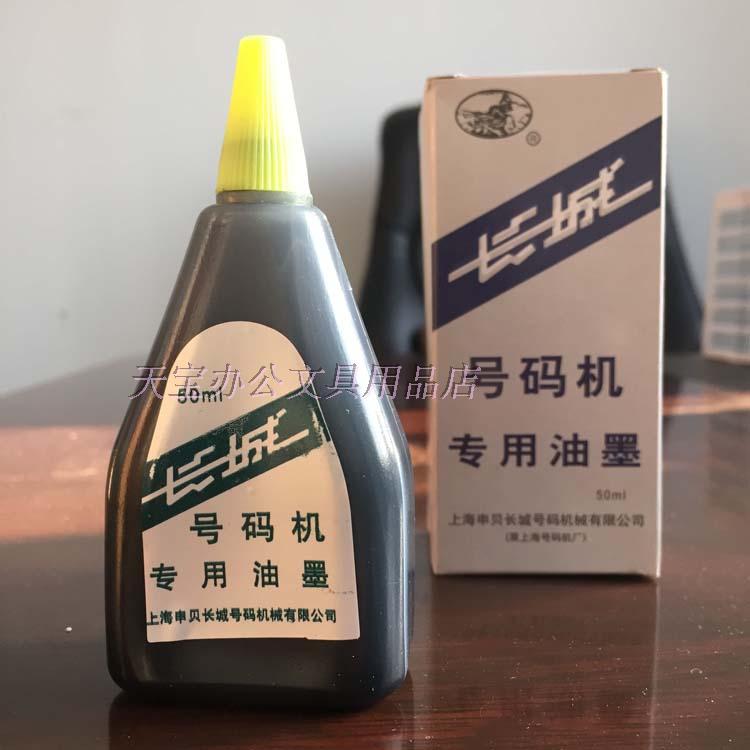 天宝办公文具用品店
50ml
长城
号码机
专用油墨
上海申贝长城号码机械有限公司
®
长城
号码机
专用油墨
50ml
上海申贝长城号码机械有限公司
(原上海号码机厂)